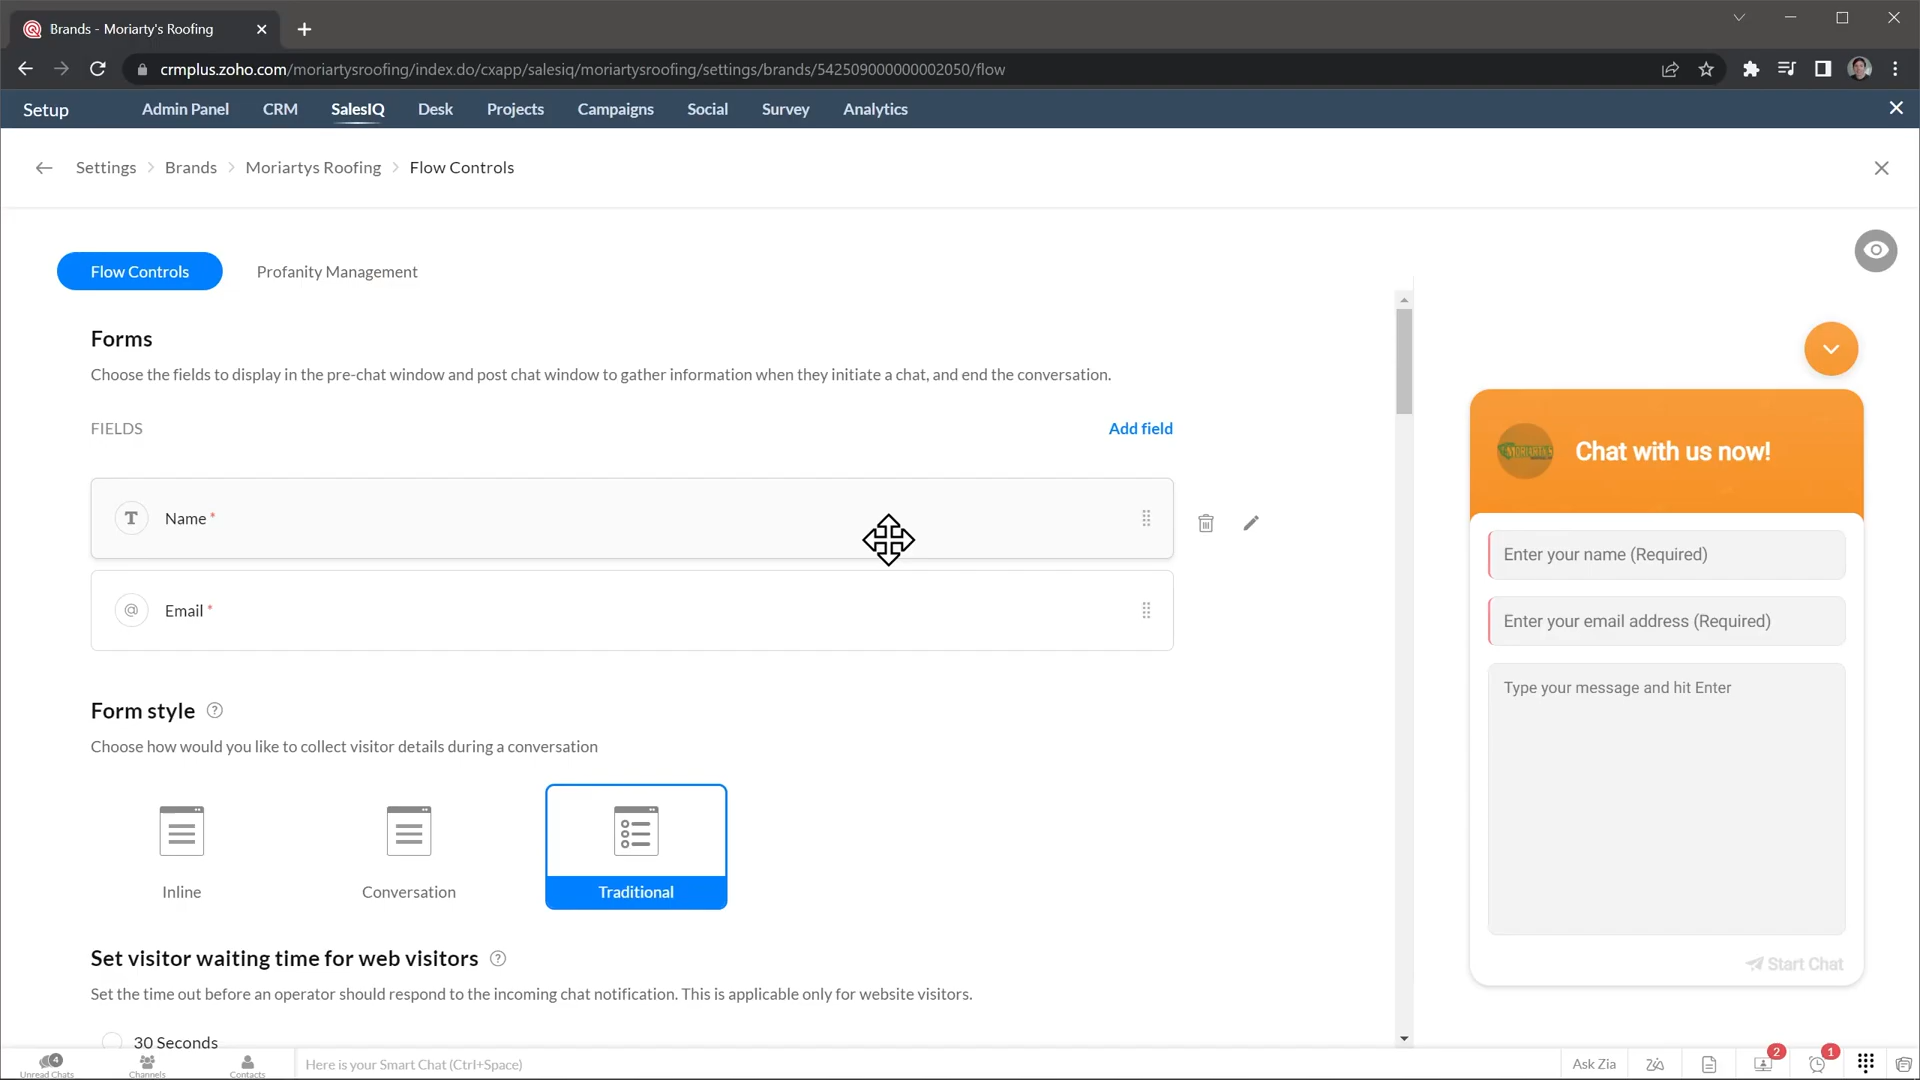 Brands - Moriarty's Roofing
crmplus.zoho.com/moriartysroofing/index.do/cxapp/salesiq/moriartysroofing/settings/brands/542509000000002050/flow
Setup
Admin Panel
CRM
SalesIQ
Desk
Projects
Campaigns
Social
Survey
Analytics
Settings > Brands > Moriartys Roofing > Flow Controls
Flow Controls
Profanity Management
Forms
Choose the fields to display in the pre-chat window and post chat window to gather information when they initiate a chat, and end the conversation.
FIELDS
Add field
T
Name *
@
Email *
Form style ?
Choose how would you like to collect visitor details during a conversation
Inline
Conversation
Traditional
Set visitor waiting time for web visitors ?
Set the time out before an operator should respond to the incoming chat notification. This is applicable only for website visitors.
30 Seconds
MORIARTYS
Chat with us now!
Enter your name (Required)
Enter your email address (Required)
Type your message and hit Enter
Start Chat
4
Unread Chats
Channels
Contacts
Here is your Smart Chat (Ctrl+Space)
Ask Zia
2
1